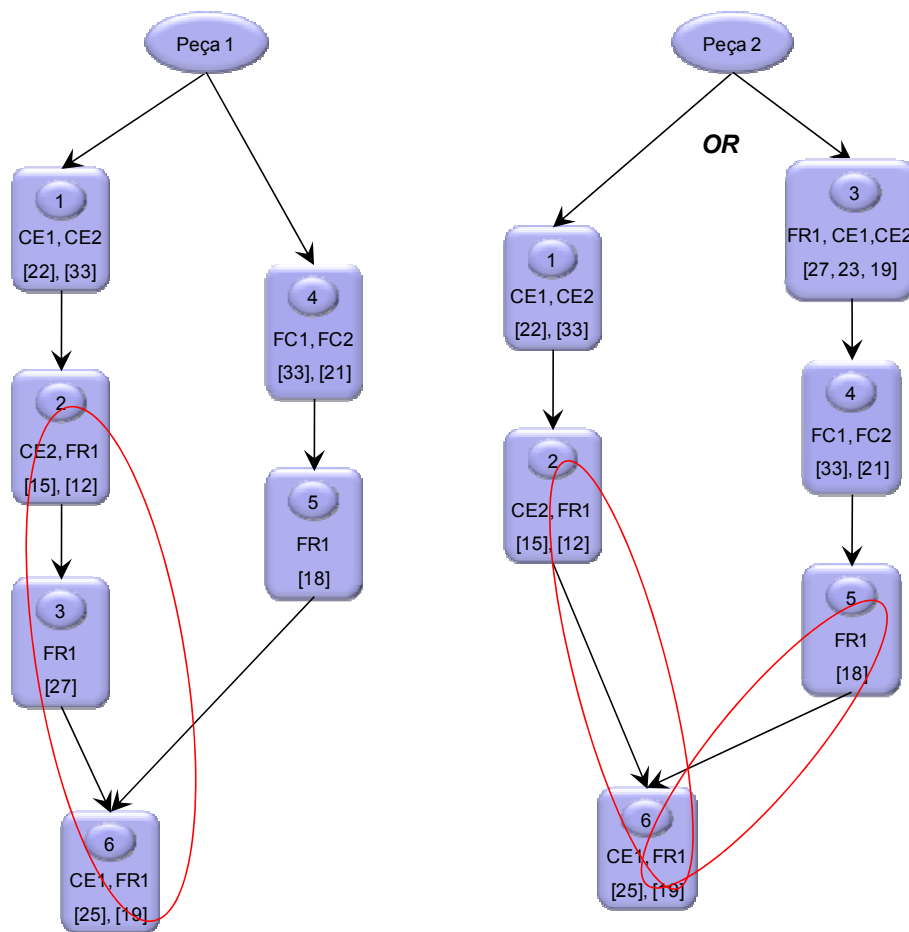 Peça 1
1
CE1, CE2
[22], [33]
2
CE2, FR1
[15], [12]
3
FR1
[27]
4
FC1, FC2
[33], [21]
5
FR1
[18]
6
CE1, FR1
[25], [19]
Peça 2
OR
1
CE1, CE2
[22], [33]
2
CE2, FR1
[15], [12]
3
FR1, CE1,CE2
[27, 23, 19]
4
FC1, FC2
[33], [21]
5
FR1
[18]
6
CE1, FR1
[25], [19]